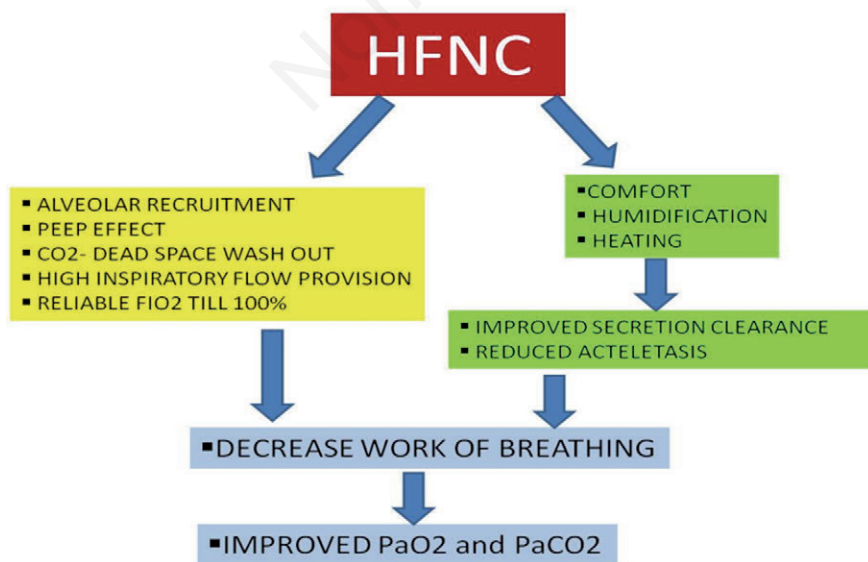 HFNC
▪ ALVEOLAR RECRUITMENT
▪ PEEP EFFECT
▪ CO2- DEAD SPACE WASH OUT
▪ HIGH INSPIRATORY FLOW PROVISION
▪ RELIABLE FIO2 TILL 100%
▪COMFORT
▪ HUMIDIFICATION
▪ HEATING
▪ IMPROVED SECRETION CLEARANCE
▪ REDUCED ACTELETASIS
▪DECREASE WORK OF BREATHING
▪IMPROVED PaO2 and PaCO2